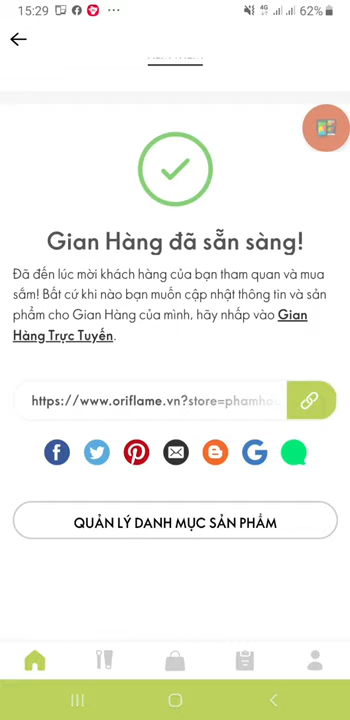 15:29
62%
Gian Hàng đã sẵn sàng!
Đã đến lúc mời khách hàng của bạn tham quan và mua
sắm! Bất cứ khi nào bạn muốn cập nhật thông tin và sản
phẩm cho Gian Hàng của mình, hãy nhấp vào Gian
Hàng Trực Tuyến.
https://www.oriflame.vn?store=phamho
QUẢN LÝ DANH MỤC SẢN PHẨM